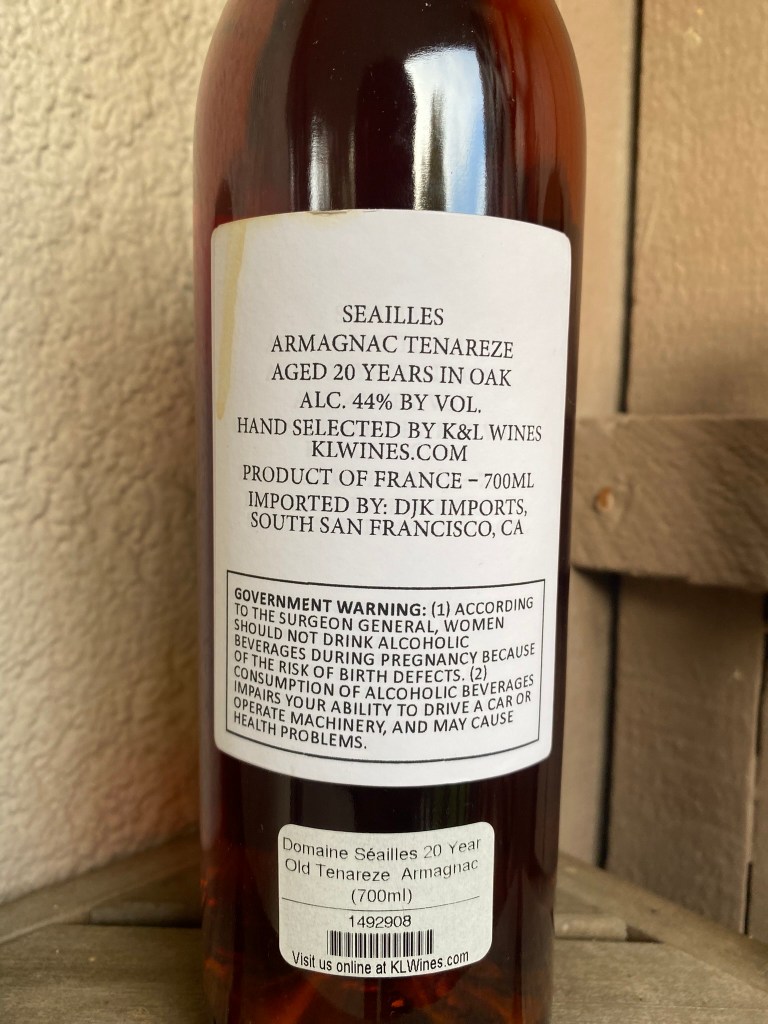 SEAILLES
ARMAGNAC TENAREZE
AGED 20 YEARS IN OAK
ALC. 44% BY VOL.
HAND SELECTED BY K&L WINES
KLWINES.COM
PRODUCT OF FRANCE – 700ML
IMPORTED BY: DJK IMPORTS,
SOUTH SAN FRANCISCO, CA
GOVERNMENT WARNING: (1) ACCORDING
TO THE SURGEON GENERAL, WOMEN
SHOULD NOT DRINK ALCOHOLIC
BEVERAGES DURING PREGNANCY BECAUSE
OF THE RISK OF BIRTH DEFECTS. (2)
CONSUMPTION OF ALCOHOLIC BEVERAGES
IMPAIRS YOUR ABILITY TO DRIVE A CAR OR
OPERATE MACHINERY, AND MAY CAUSE
HEALTH PROBLEMS.
Domaine Séailles 20 Year
Old Tenareze Armagnac
(700ml)
1492908
Visit us online at KLWines.com